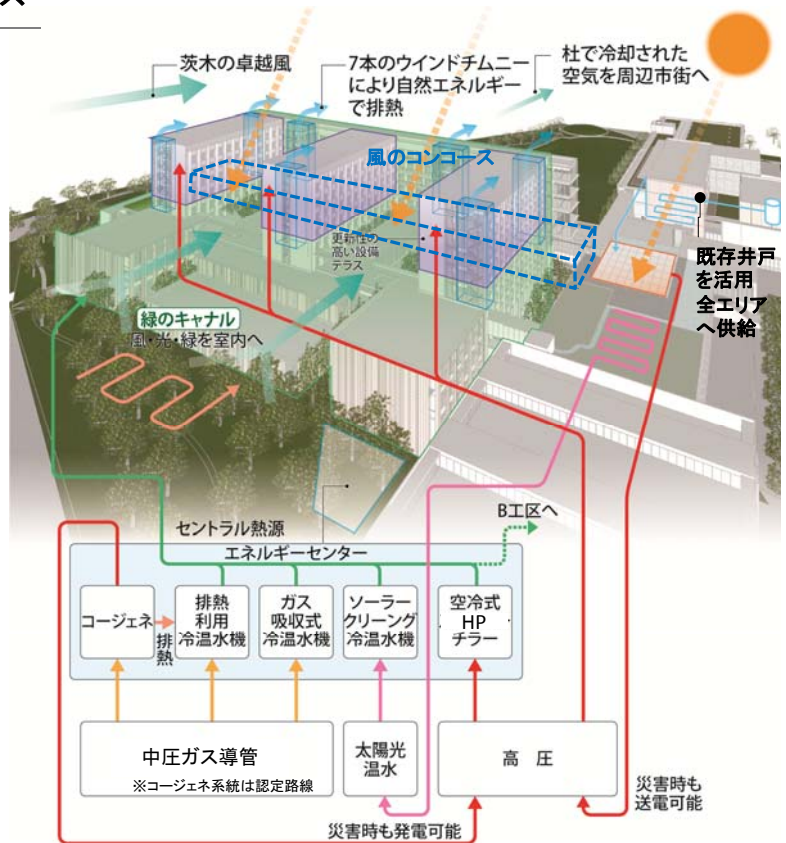 ス
茨木の卓越風
7本のウインドチムニー
により自然エネルギー
で排熱
杜で冷却された
空気を周辺市街へ
風のコンコース
更新性の
高い設備
テラス
既存井戸
を活用
全エリア
へ供給
緑のキャナル
風・光・緑を室内へ
セントラル熱源
エネルギーセンター
B工区へ
コージェネ
排熱
排熱
利用
冷温水機
ガス
吸収式
冷温水機
ソーラー
クリーング
冷温水機
空冷式
HP
チラー
中圧ガス導管
※コージェネ系統は認定路線
太陽光
温水
高 圧
災害時も
送電可能
災害時も発電可能